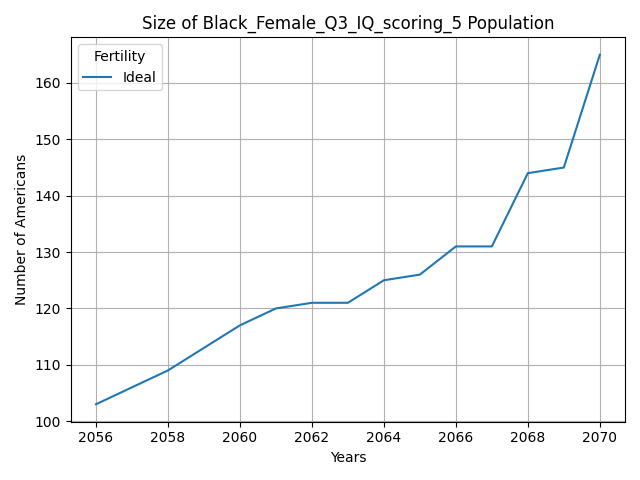 Size of Black_Female_Q3_IQ_scoring_5 Population
Fertility
Ideal
Number of Americans
160
150
140
130
120
110
100
2056 2058 2060 2062 2064 2066 2068 2070
Years